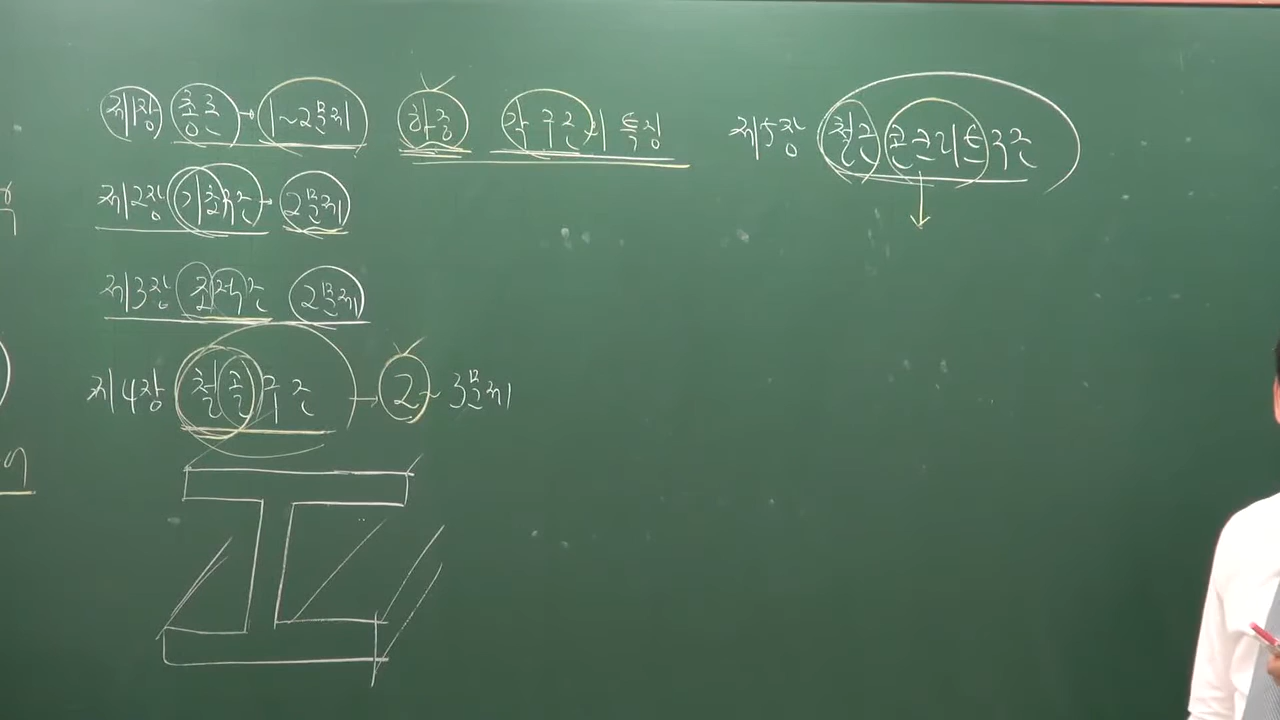 제1장 총론 → 1~2문제 하중 각 구조의 특징
제2장 기초구조 → 2문제
제3장 조적구조 2문제
제4장 철골구조 → 2~3문제
제5장 철근콘크리트구조